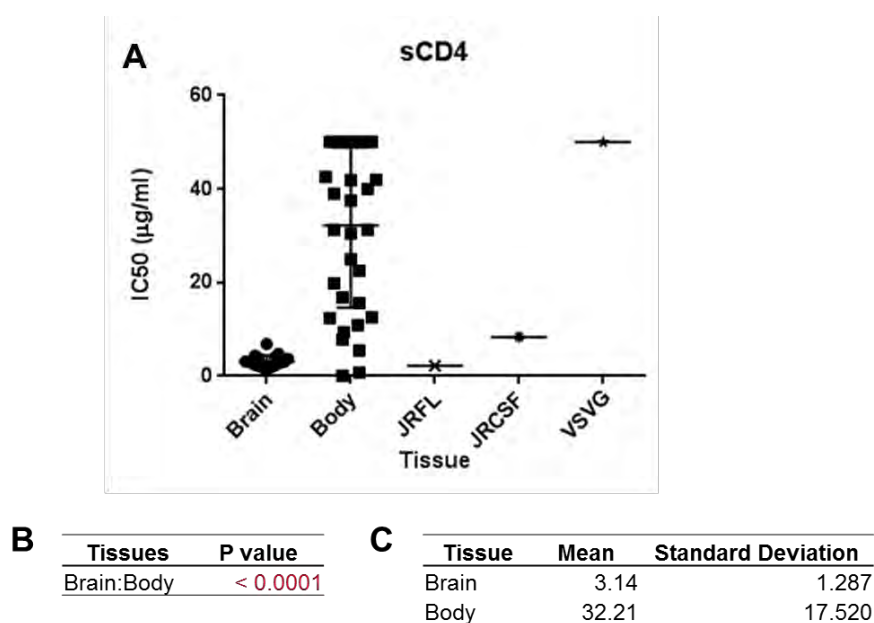 A
sCD4
60
40
20
0
IC50 (µg/ml)
Brain
Body
JRFL
JRCSF
VSVG
Tissue
B
Tissues P value
Brain:Body < 0.0001
C
Tissue Mean Standard Deviation
Brain 3.14 1.287
Body 32.21 17.520